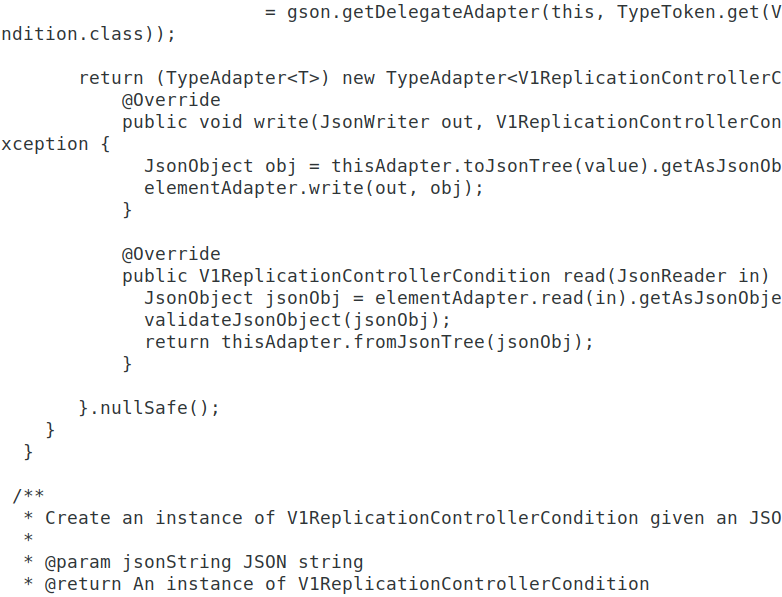 = gson.getDelegateAdapter(this, TypeToken.get(V
ndition.class));
return (TypeAdapter<T>) new TypeAdapter<V1ReplicationControllerC
@Override
public void write(JsonWriter out, V1ReplicationControllerCon
xception {
JsonObject obj = thisAdapter.toJsonTree(value).getAsJsonOb
elementAdapter.write(out, obj);
}
@Override
public V1ReplicationControllerCondition read(JsonReader in)
JsonObject jsonObj = elementAdapter.read(in).getAsJsonObje
validateJsonObject(jsonObj);
return thisAdapter.fromJsonTree(jsonObj);
}
}.nullSafe();
}
}
/**
* Create an instance of V1ReplicationControllerCondition given an JSO
*
* @param jsonString JSON string
* @return An instance of V1ReplicationControllerCondition